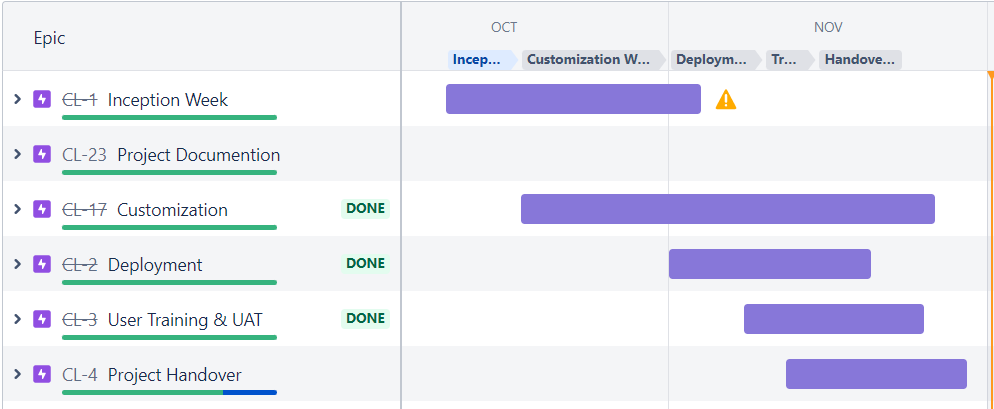 Epic
OCT
NOV
Incep...
Customization W...
Deploym...
Tr...
Handove...
CL-1 Inception Week
CL-23 Project Documention
CL-17 Customization DONE
CL-2 Deployment DONE
CL-3 User Training & UAT DONE
CL-4 Project Handover